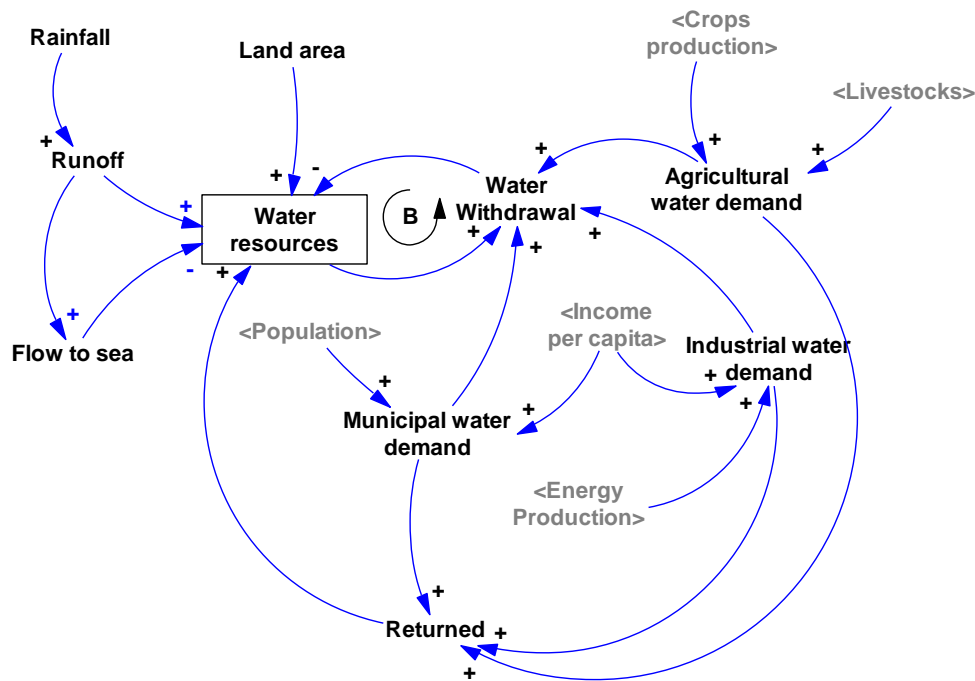 Rainfall
Land area
<Crops
production>
<Livestocks>
+
Runoff
+
-
+
+
+
Water
resources
B
Water
Withdrawal
Agricultural
water demand
+
+
-
+
+
+
+
+
Flow to sea
<Population>
<Income
per capita>
Industrial water
demand
+
+
+
+
Municipal water
demand
<Energy
Production>
+
Returned
+
+